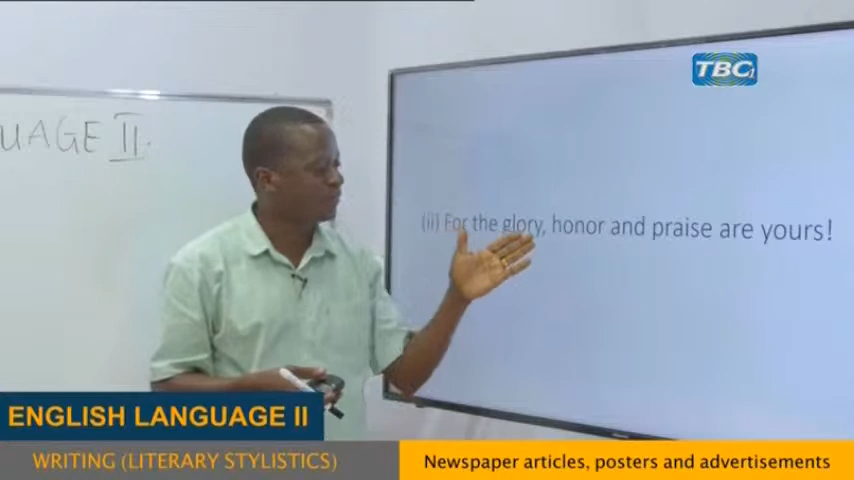 TBC1
UAGE II.
(ii) For the glory, honor and praise are yours!
ENGLISH LANGUAGE II
WRITING (LITERARY STYLISTICS)
Newspaper articles, posters and advertisements